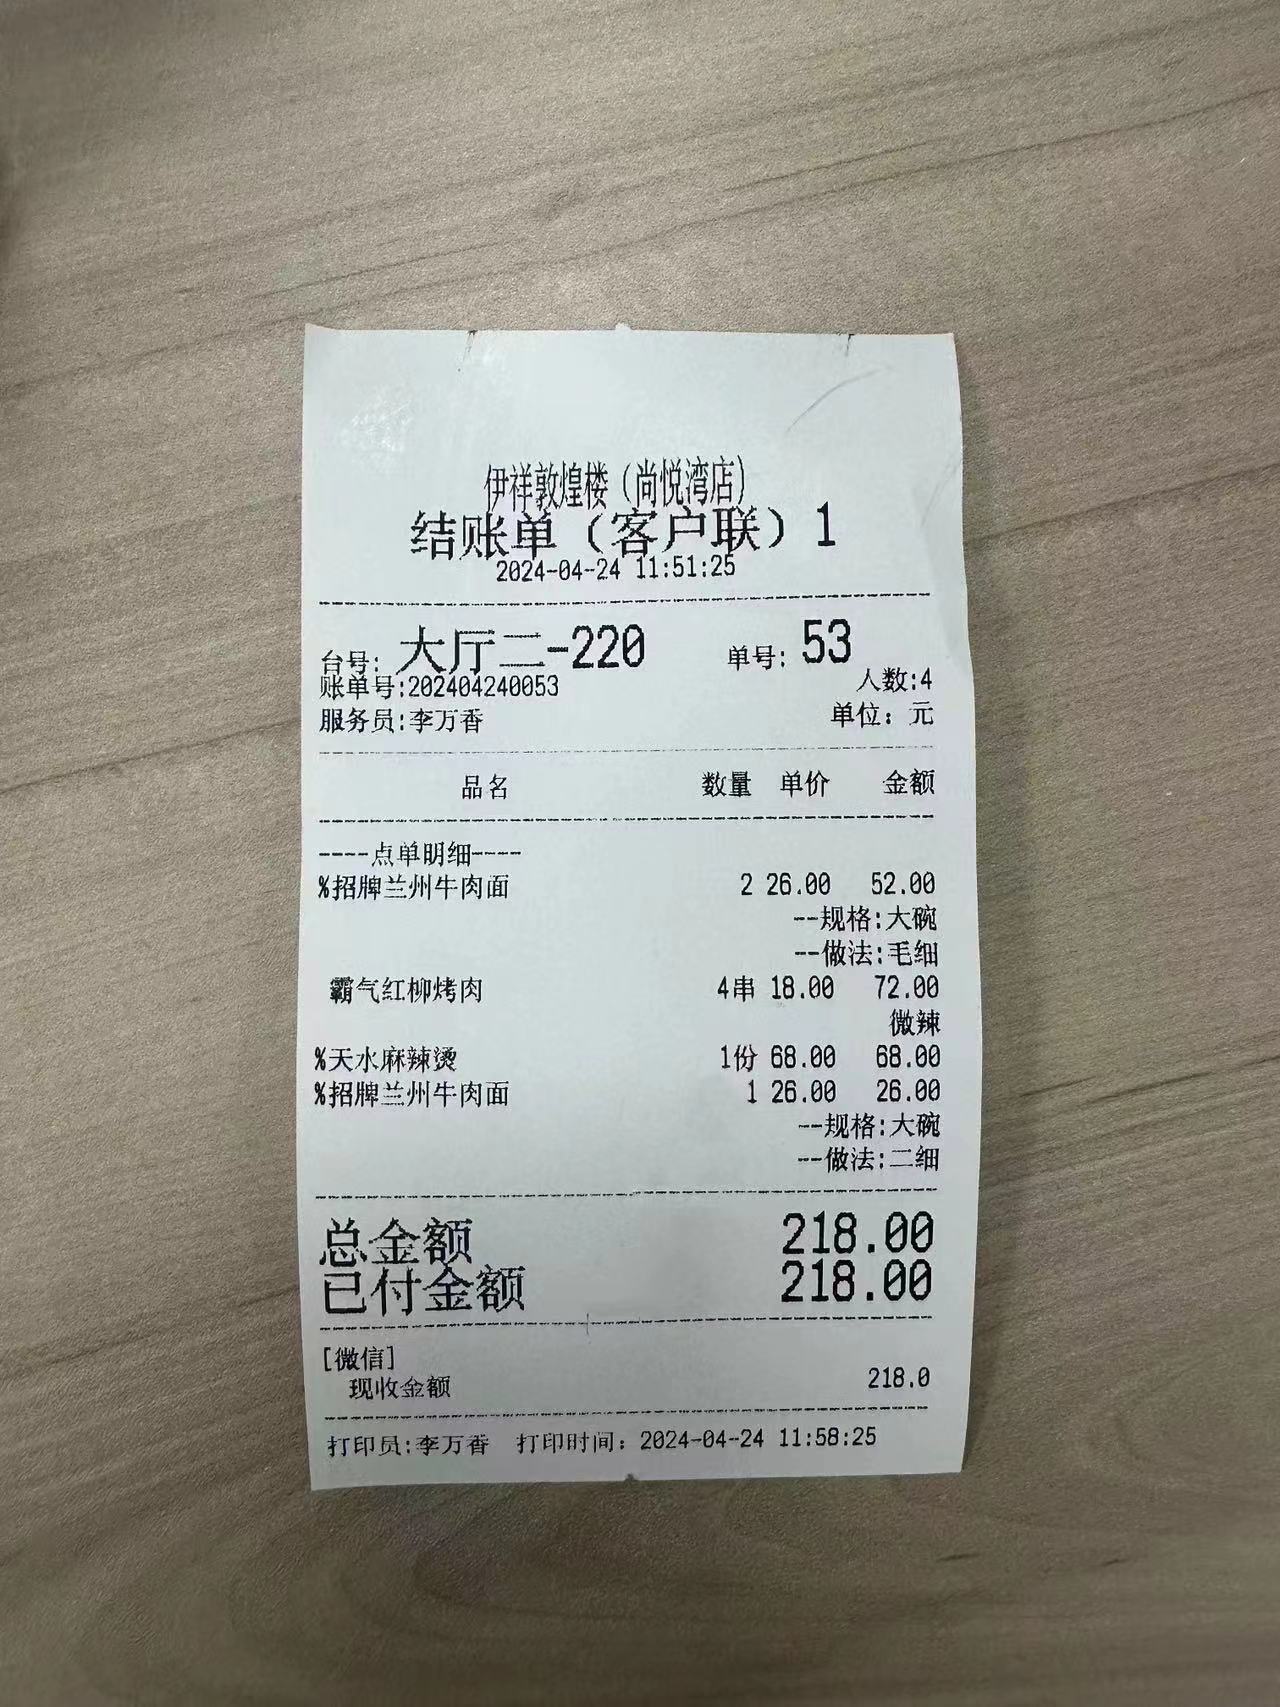 伊祥敦煌楼（尚悦湾店）
结账单（客户联）1
2024-04-24 11:51:25
台号: 大厅二-220 单号: 53
人数:4
账单号:202404240053
服务员:李万香 单位：元
品名 数量 单价 金额
----点单明细----
%招牌兰州牛肉面 2 26.00 52.00
--规格:大碗
--做法:毛细
霸气红柳烤肉 4串 18.00 72.00
微辣
%天水麻辣烫 1份 68.00 68.00
%招牌兰州牛肉面 1 26.00 26.00
--规格:大碗
--做法:二细
总金额 218.00
已付金额 218.00
[微信]
现收金额 218.0
打印员:李万香 打印时间：2024-04-24 11:58:25